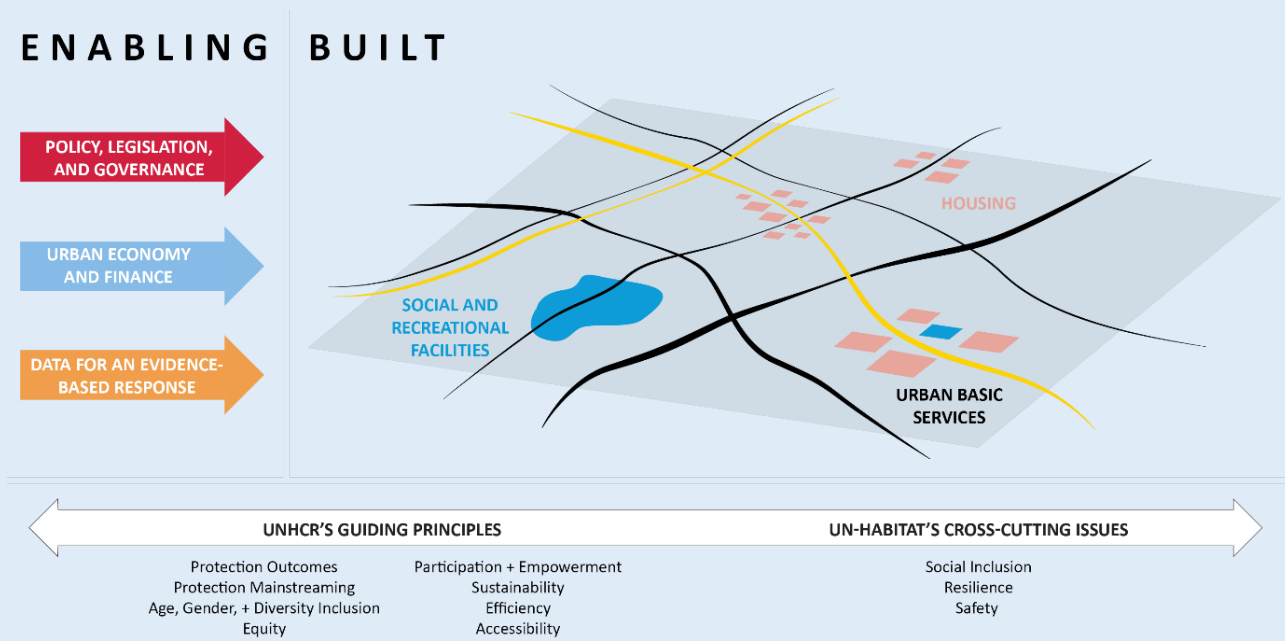 ENABLING
BUILT
POLICY, LEGISLATION,
AND GOVERNANCE
URBAN ECONOMY
AND FINANCE
DATA FOR AN EVIDENCE-
BASED RESPONSE
HOUSING
SOCIAL AND
RECREATIONAL
FACILITIES
URBAN BASIC
SERVICES
UNHCR'S GUIDING PRINCIPLES
Protection Outcomes
Protection Mainstreaming
Age, Gender, + Diversity Inclusion
Equity
Participation + Empowerment
Sustainability
Efficiency
Accessibility
UN-HABITAT'S CROSS-CUTTING ISSUES
Social Inclusion
Resilience
Safety